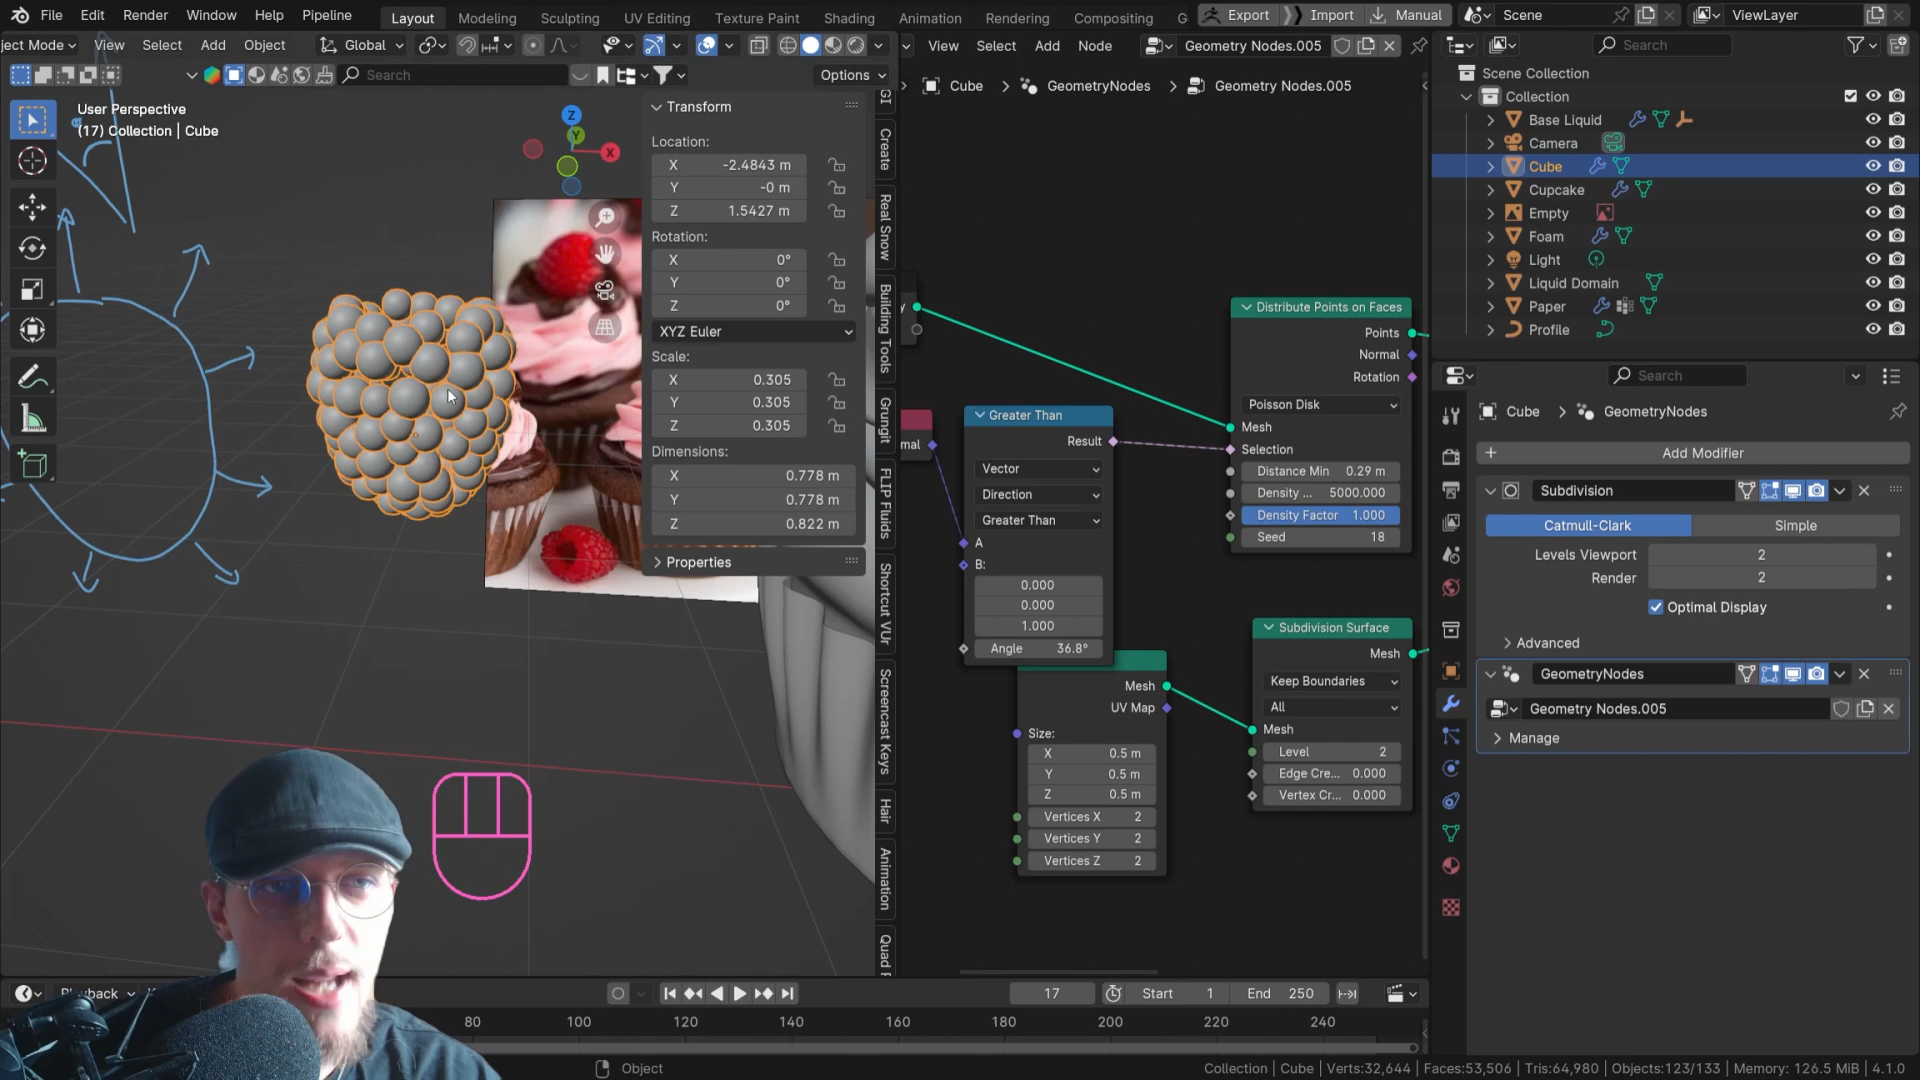 File Edit Render Window Help Pipeline Layout Modeling Sculpting UV Editing Texture Paint Shading Animation Rendering Compositing G Export Import Manual Scene ViewLayer
ject Mode View Select Add Object Global View Select Add Node Geometry Nodes.005 Search
Search Options
Cube GeometryNodes Geometry Nodes.005
User Perspective
(17) Collection | Cube
Z
Y
X
Transform
Location:
X -2.4843 m
Y -0 m
Z 1.5427 m
Rotation:
X 0°
Y 0°
Z 0°
XYZ Euler
Scale:
X 0.305
Y 0.305
Z 0.305
Dimensions:
X 0.778 m
Y 0.778 m
Z 0.822 m
Properties
GI
Create
Real Snow
Building Tools
Grungit
FLIP Fluids
Shortcut VUr
Screencast Keys
Hair
Animation
Quad F
y
mal
Greater Than
Result
Vector
Direction
Greater Than
A
B:
0.000
0.000
1.000
Angle 36.8°
Mesh
UV Map
Size:
X 0.5 m
Y 0.5 m
Z 0.5 m
Vertices X 2
Vertices Y 2
Vertices Z 2
Distribute Points on Faces
Points
Normal
Rotation
Poisson Disk
Mesh
Selection
Distance Min 0.29 m
Density ... 5000.000
Density Factor 1.000
Seed 18
Subdivision Surface
Mesh
Keep Boundaries
All
Mesh
Level 2
Edge Cre... 0.000
Vertex Cr... 0.000
Scene Collection
Collection
Base Liquid
Camera
Cube
Cupcake
Empty
Foam
Light
Liquid Domain
Paper
Profile
Search
Cube GeometryNodes
Add Modifier
Subdivision
Catmull-Clark Simple
Levels Viewport 2
Render 2
Optimal Display
Advanced
GeometryNodes
Geometry Nodes.005
Manage
Playback 17 Start 1 End 250
80 100 120 140 160 180 200 220 240
Object Collection | Cube | Verts:32,644 | Faces:53,506 | Tris:64,980 | Objects:123/133 | Memory: 126.5 MiB | 4.1.0